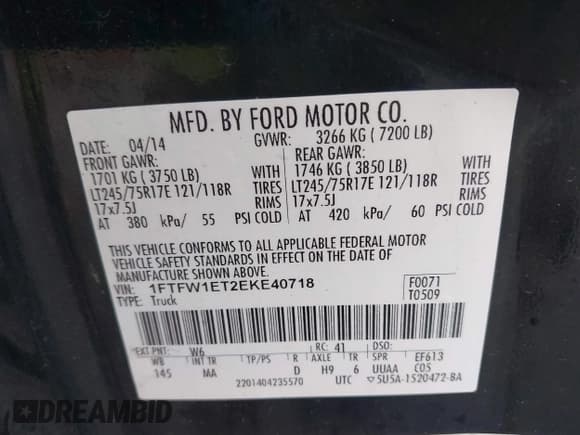 MFD. BY FORD MOTOR CO.
DATE: 04/14 GVWR: 3266 KG ( 7200 LB)
FRONT GAWR: REAR GAWR:
1701 KG ( 3750 LB) WITH 1746 KG ( 3850 LB) WITH
LT245/75R17E 121/118R TIRES LT245/75R17E 121/118R TIRES
17x7.5J RIMS 17x7.5J RIMS
AT 380 kPa/ 55 PSI COLD AT 420 kPa/ 60 PSI COLD
THIS VEHICLE CONFORMS TO ALL APPLICABLE FEDERAL MOTOR
VEHICLE SAFETY STANDARDS IN EFFECT ON THE DATE OF
MANUFACTURE SHOWN ABOVE.
VIN: 1FTFW1ET2EKE40718 F0071
TYPE: Truck T0509
EXT PNT: W6 RC: 41 DSO:
WB INT TR TP/PS R AXLE TR SPR EF613
145 MA D H9 6 UUAA C05
2201404235570 UTC ▽5U5A-1520472-BA
DREAMBID